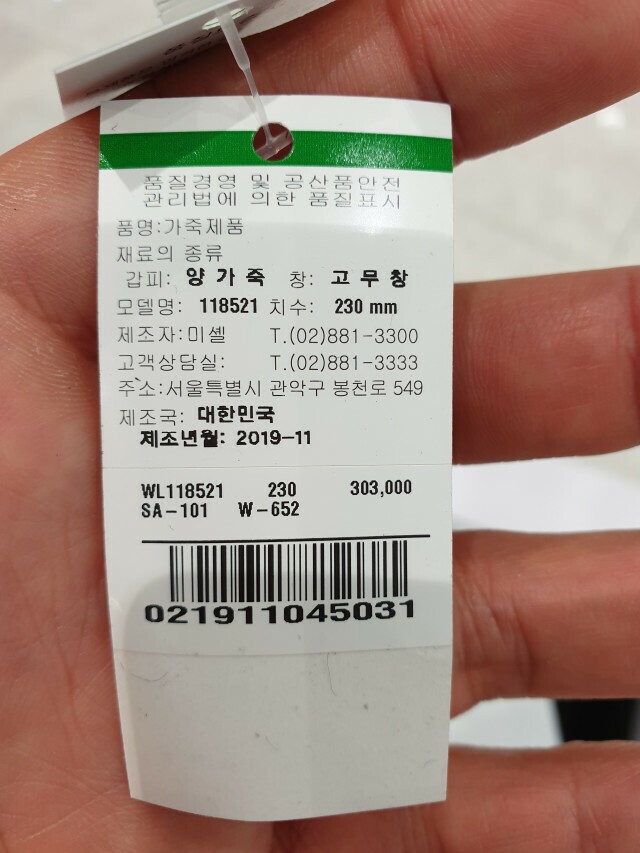 품질경영 및 공산품안전
관리법에 의한 품질표시
품명:가죽제품
재료의 종류
갑피: 양가죽 창: 고무창
모델명: 118521 치수: 230 mm
제조자:미셸 T.(02)881-3300
고객상담실: T.(02)881-3333
주소:서울특별시 관악구 봉천로 549
제조국: 대한민국
제조년월: 2019-11
WL118521 230 303,000
SA-101 W-652
021911045031